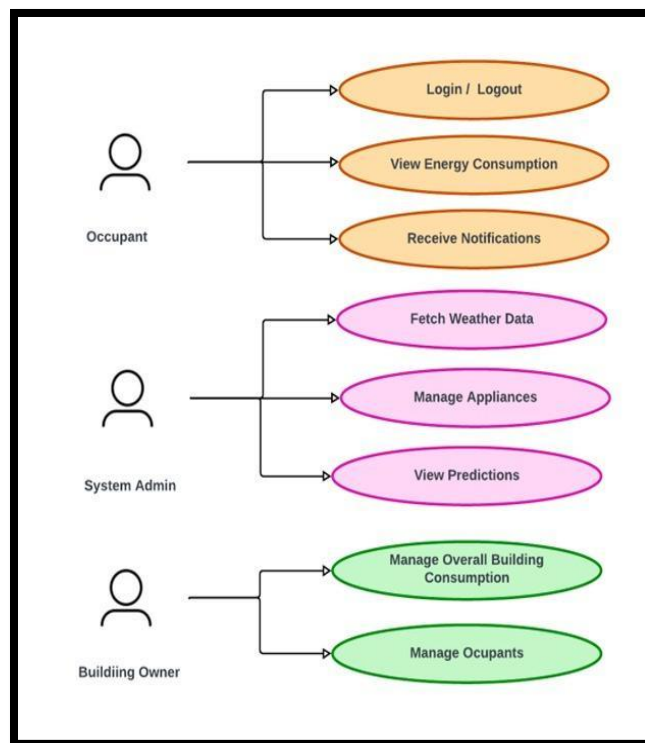 Login / Logout
View Energy Consumption
Occupant
Receive Notifications
Fetch Weather Data
Manage Appliances
System Admin
View Predictions
Manage Overall Building
Consumption
Manage Ocupants
Buildiing Owner